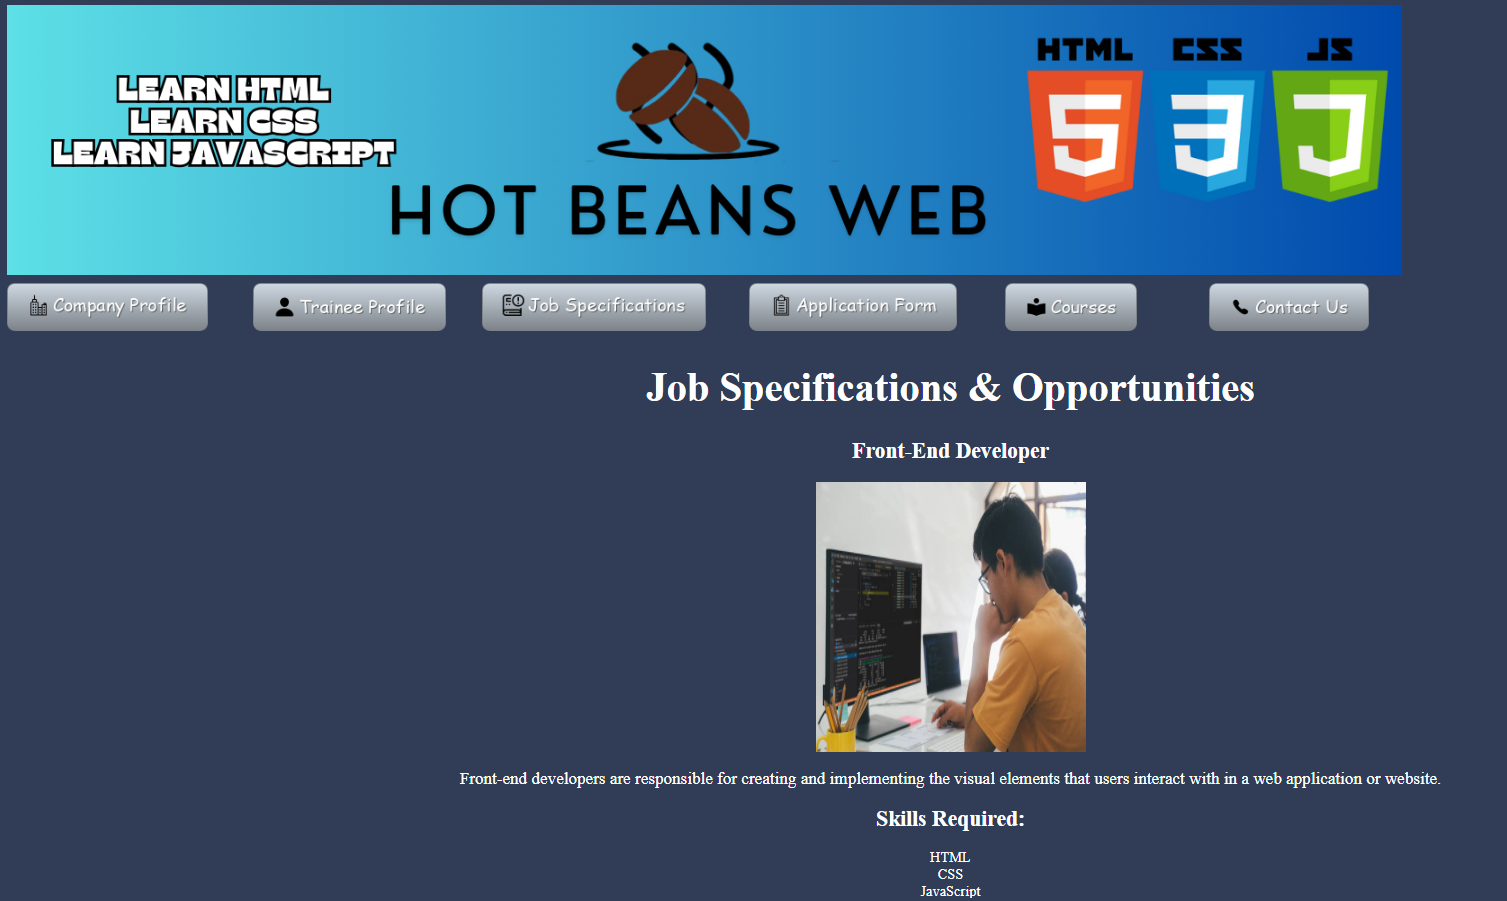 LEARN HTML
LEARN CSS
LEARN JAVASCRIPT
HOT BEANS WEB
HTML CSS JS
5 3 J
Company Profile
Trainee Profile
Job Specifications
Application Form
Courses
Contact Us
Job Specifications & Opportunities
Front-End Developer
Front-end developers are responsible for creating and implementing the visual elements that users interact with in a web application or website.
Skills Required:
HTML
CSS
JavaScript